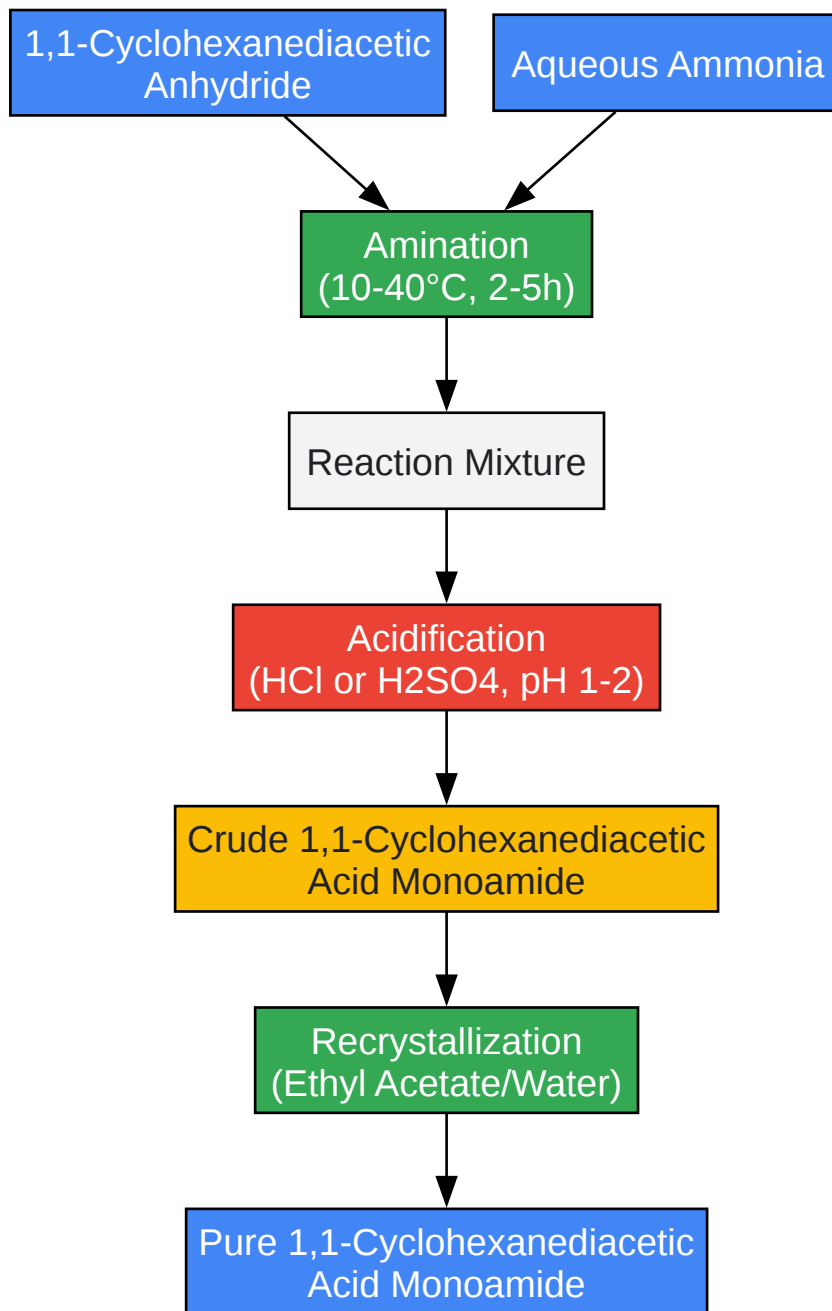 1,1-Cyclohexanediacetic
Anhydride
Aqueous Ammonia
Amination
(10-40°C, 2-5h)
Reaction Mixture
Acidification
(HCl or H2SO4, pH 1-2)
Crude 1,1-Cyclohexanediacetic
Acid Monoamide
Recrystallization
(Ethyl Acetate/Water)
Pure 1,1-Cyclohexanediacetic
Acid Monoamide